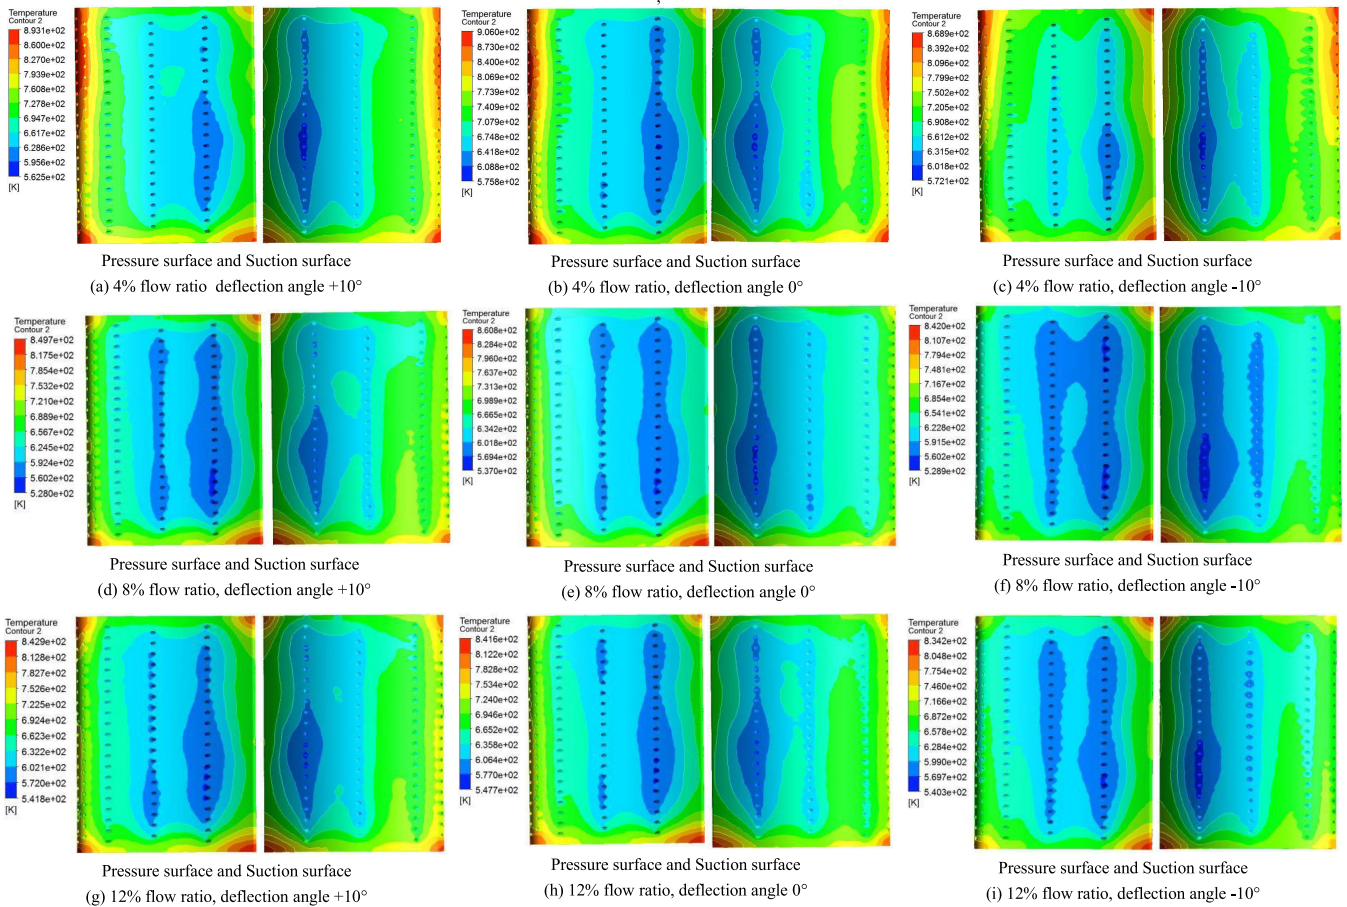 Temperature
Contour 2
8.931e+02
8.600e+02
8.270e+02
7.939e+02
7.608e+02
7.278e+02
6.947e+02
6.617e+02
6.286e+02
5.956e+02
5.625e+02
[K]
Pressure surface and Suction surface
(a) 4% flow ratio deflection angle +10°
Temperature
Contour 2
9.060e+02
8.730e+02
8.400e+02
8.069e+02
7.739e+02
7.409e+02
7.079e+02
6.748e+02
6.418e+02
6.088e+02
5.758e+02
[K]
Pressure surface and Suction surface
(b) 4% flow ratio, deflection angle 0°
Temperature
Contour 2
8.689e+02
8.392e+02
8.096e+02
7.799e+02
7.502e+02
7.205e+02
6.908e+02
6.612e+02
6.315e+02
6.018e+02
5.721e+02
[K]
Pressure surface and Suction surface
(c) 4% flow ratio, deflection angle -10°
Temperature
Contour 2
8.497e+02
8.175e+02
7.854e+02
7.532e+02
7.210e+02
6.889e+02
6.567e+02
6.245e+02
5.924e+02
5.602e+02
5.280e+02
[K]
Pressure surface and Suction surface
(d) 8% flow ratio, deflection angle +10°
Temperature
Contour 2
8.608e+02
8.284e+02
7.960e+02
7.637e+02
7.313e+02
6.989e+02
6.665e+02
6.342e+02
6.018e+02
5.694e+02
5.370e+02
[K]
Pressure surface and Suction surface
(e) 8% flow ratio, deflection angle 0°
Temperature
Contour 2
8.420e+02
8.107e+02
7.794e+02
7.481e+02
7.167e+02
6.854e+02
6.541e+02
6.228e+02
5.915e+02
5.602e+02
5.289e+02
[K]
Pressure surface and Suction surface
(f) 8% flow ratio, deflection angle -10°
Temperature
Contour 2
8.429e+02
8.128e+02
7.827e+02
7.526e+02
7.225e+02
6.924e+02
6.623e+02
6.322e+02
6.021e+02
5.720e+02
5.418e+02
[K]
Pressure surface and Suction surface
(g) 12% flow ratio, deflection angle +10°
Temperature
Contour 2
8.416e+02
8.122e+02
7.828e+02
7.534e+02
7.240e+02
6.946e+02
6.652e+02
6.358e+02
6.064e+02
5.770e+02
5.477e+02
[K]
Pressure surface and Suction surface
(h) 12% flow ratio, deflection angle 0°
Temperature
Contour 2
8.342e+02
8.048e+02
7.754e+02
7.460e+02
7.166e+02
6.872e+02
6.578e+02
6.284e+02
5.990e+02
5.697e+02
5.403e+02
[K]
Pressure surface and Suction surface
(i) 12% flow ratio, deflection angle -10°